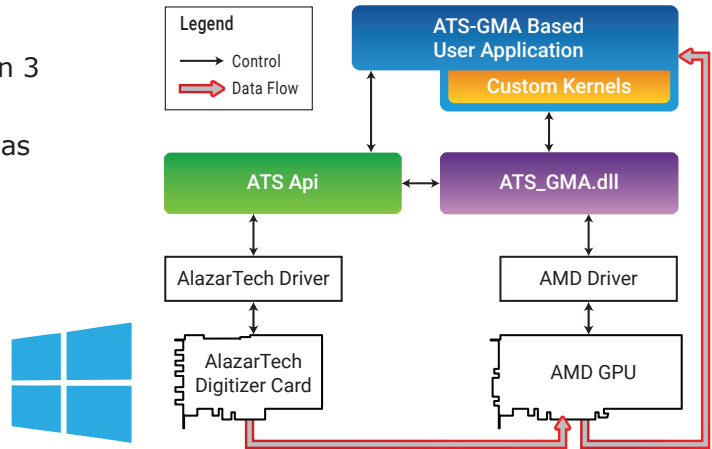 n 3
as
Legend
Control
Data Flow
ATS-GMA Based
User Application
Custom Kernels
ATS Api
ATS_GMA.dll
AlazarTech Driver
AMD Driver
AlazarTech
Digitizer Card
AMD GPU